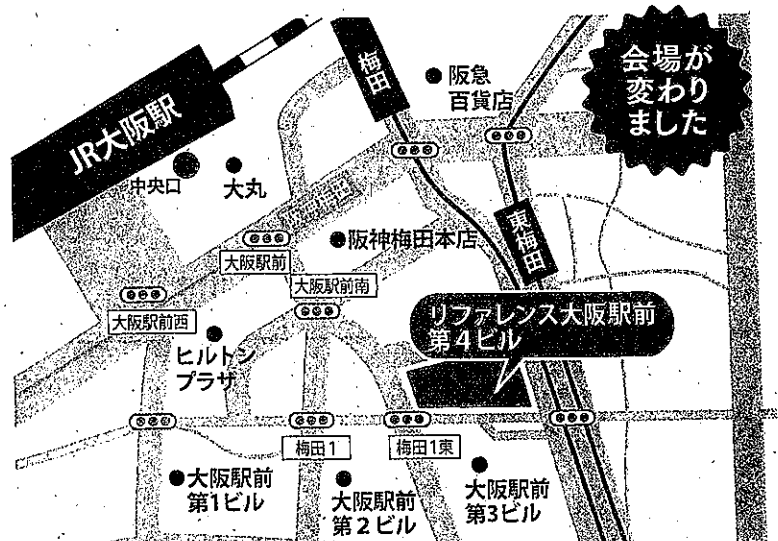 会場が
変わり
ました
梅田
阪急
百貨店
JR大阪駅
中央口
大丸
東梅田
阪神梅田本店
大阪駅前
大阪駅前南
大阪駅前西
リファレンス大阪駅前
第4ビル
ヒルトン
プラザ
梅田1
梅田1東
大阪駅前
第1ビル
大阪駅前
第2ビル
大阪駅前
第3ビル